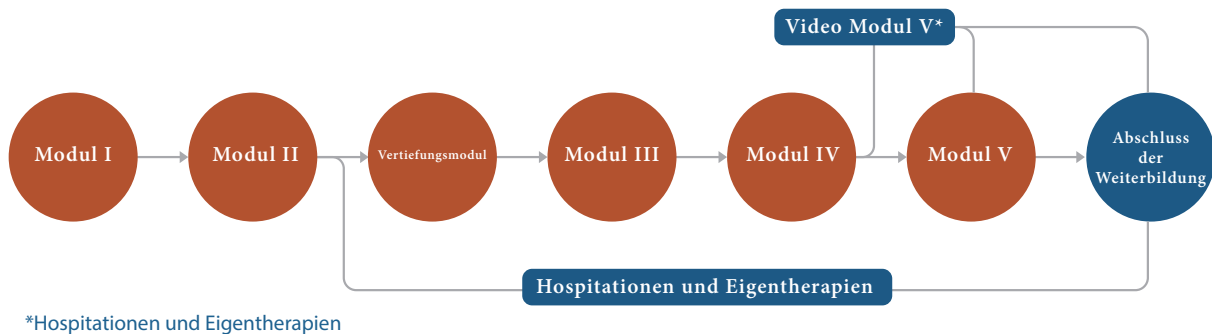 Video Modul V*
Modul I
Modul II
Vertiefungsmodul
Modul III
Modul IV
Modul V
Abschluss
der
Weiterbildung
Hospitationen und Eigentherapien
*Hospitationen und Eigentherapien